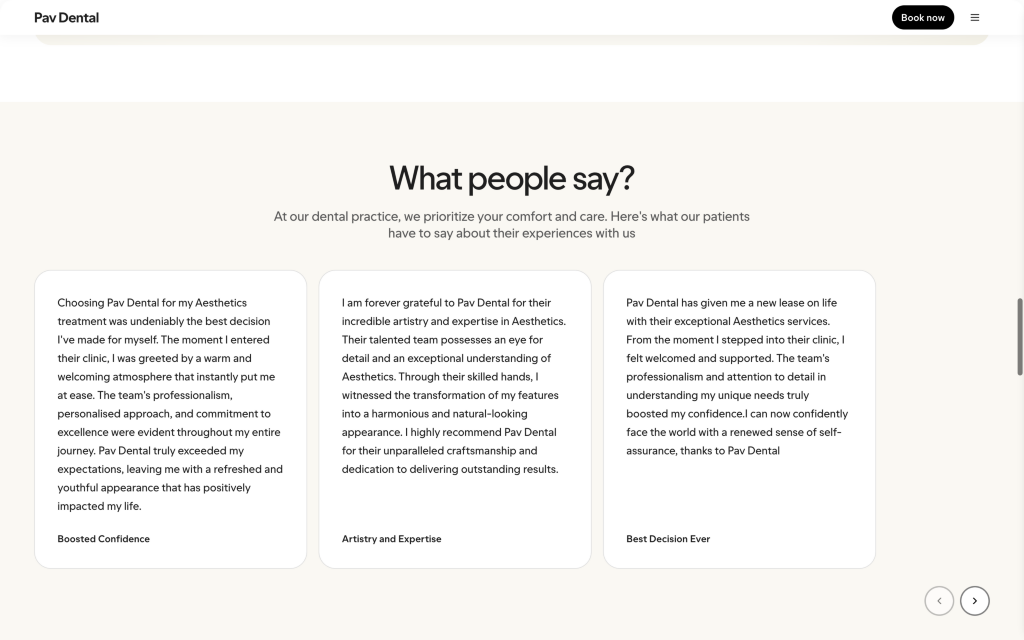 Pav Dental
Book now
What people say?
At our dental practice, we prioritize your comfort and care. Here's what our patients
have to say about their experiences with us
Choosing Pav Dental for my Aesthetics
treatment was undeniably the best decision
I've made for myself. The moment I entered
their clinic, I was greeted by a warm and
welcoming atmosphere that instantly put me
at ease. The team's professionalism,
personalised approach, and commitment to
excellence were evident throughout my entire
journey. Pav Dental truly exceeded my
expectations, leaving me with a refreshed and
youthful appearance that has positively
impacted my life.
Boosted Confidence
I am forever grateful to Pav Dental for their
incredible artistry and expertise in Aesthetics.
Their talented team possesses an eye for
detail and an exceptional understanding of
Aesthetics. Through their skilled hands, I
witnessed the transformation of my features
into a harmonious and natural-looking
appearance. I highly recommend Pav Dental
for their unparalleled craftsmanship and
dedication to delivering outstanding results.
Artistry and Expertise
Pav Dental has given me a new lease on life
with their exceptional Aesthetics services.
From the moment I stepped into their clinic, I
felt welcomed and supported. The team's
professionalism and attention to detail in
understanding my unique needs truly
boosted my confidence.I can now confidently
face the world with a renewed sense of self-
assurance, thanks to Pav Dental
Best Decision Ever